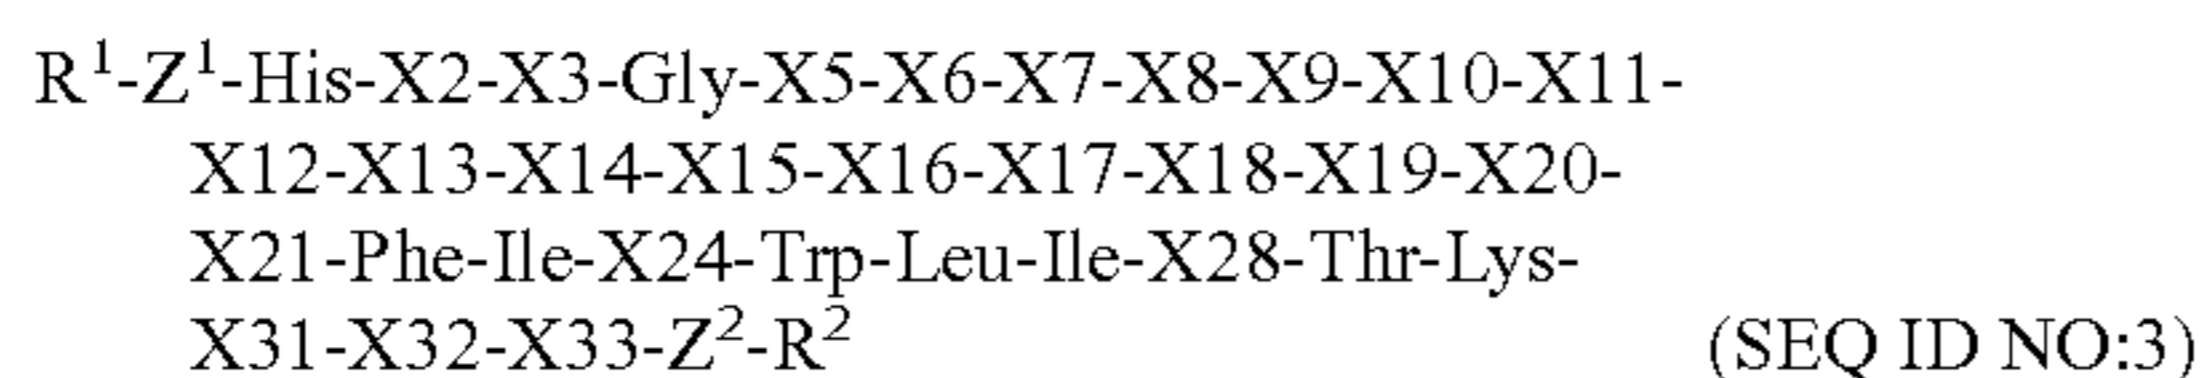 R¹-Z¹-His-X2-X3-Gly-X5-X6-X7-X8-X9-X10-X11-
X12-X13-X14-X15-X16-X17-X18-X19-X20-
X21-Phe-Ile-X24-Trp-Leu-Ile-X28-Thr-Lys-
X31-X32-X33-Z²-R² (SEQ ID NO:3)